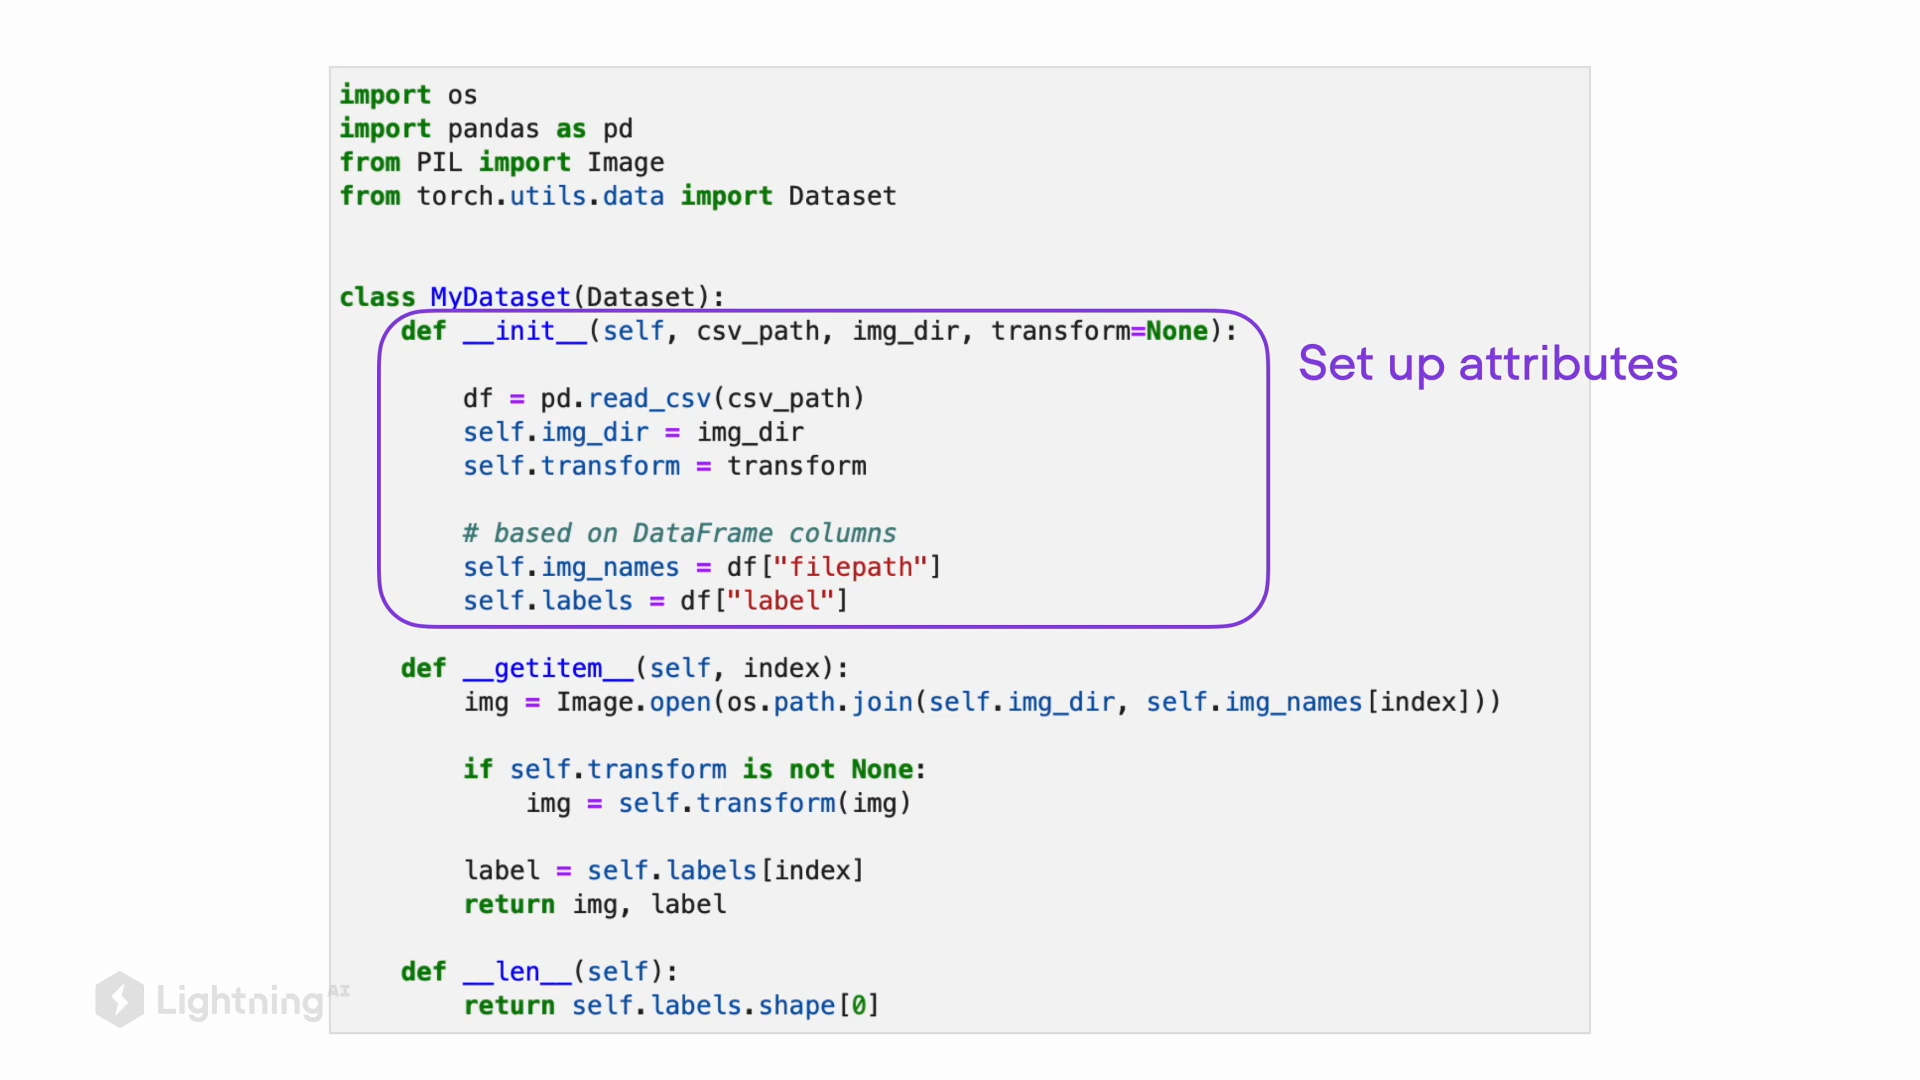 import os
import pandas as pd
from PIL import Image
from torch.utils.data import Dataset
class MyDataset(Dataset):
    def __init__(self, csv_path, img_dir, transform=None):
Set up attributes
        df = pd.read_csv(csv_path)
        self.img_dir = img_dir
        self.transform = transform
        # based on DataFrame columns
        self.img_names = df["filepath"]
        self.labels = df["label"]
    def __getitem__(self, index):
        img = Image.open(os.path.join(self.img_dir, self.img_names[index]))
        if self.transform is not None:
            img = self.transform(img)
        label = self.labels[index]
        return img, label
    def __len__(self):
        return self.labels.shape[0]
Lightning AI